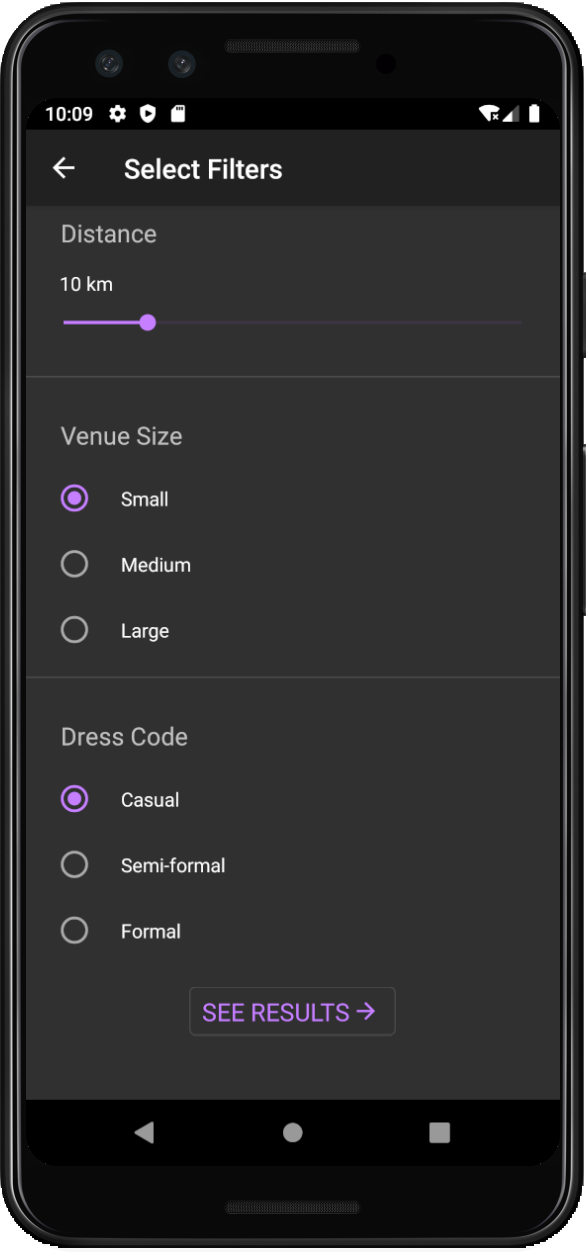 10:09
Select Filters
Distance
10 km
Venue Size
Small
Medium
Large
Dress Code
Casual
Semi-formal
Formal
SEE RESULTS →